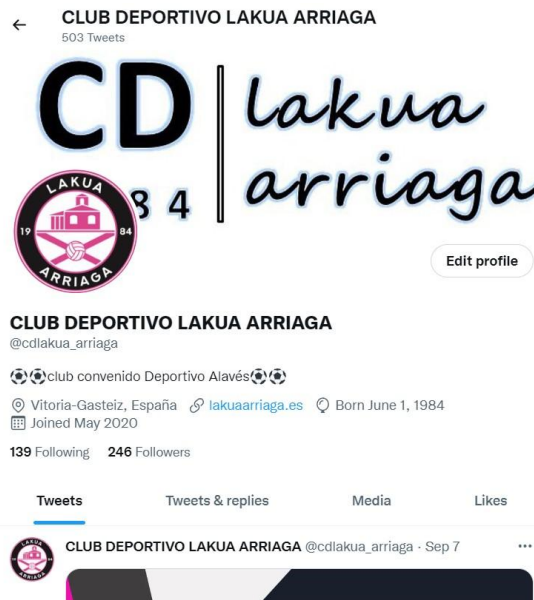 CLUB DEPORTIVO LAKUA ARRIAGA
503 Tweets
CD lakua
arriaga
84
LAKUA
19 84
ARRIAGA
Edit profile
CLUB DEPORTIVO LAKUA ARRIAGA
@cdlakua_arriaga
⚽⚽club convenido Deportivo Alavés⚽⚽
Vitoria-Gasteiz, España lakuaarriaga.es Born June 1, 1984
Joined May 2020
139 Following 246 Followers
Tweets Tweets & replies Media Likes
LAKUA
ARRIAGA
CLUB DEPORTIVO LAKUA ARRIAGA @cdlakua_arriaga · Sep 7 ···